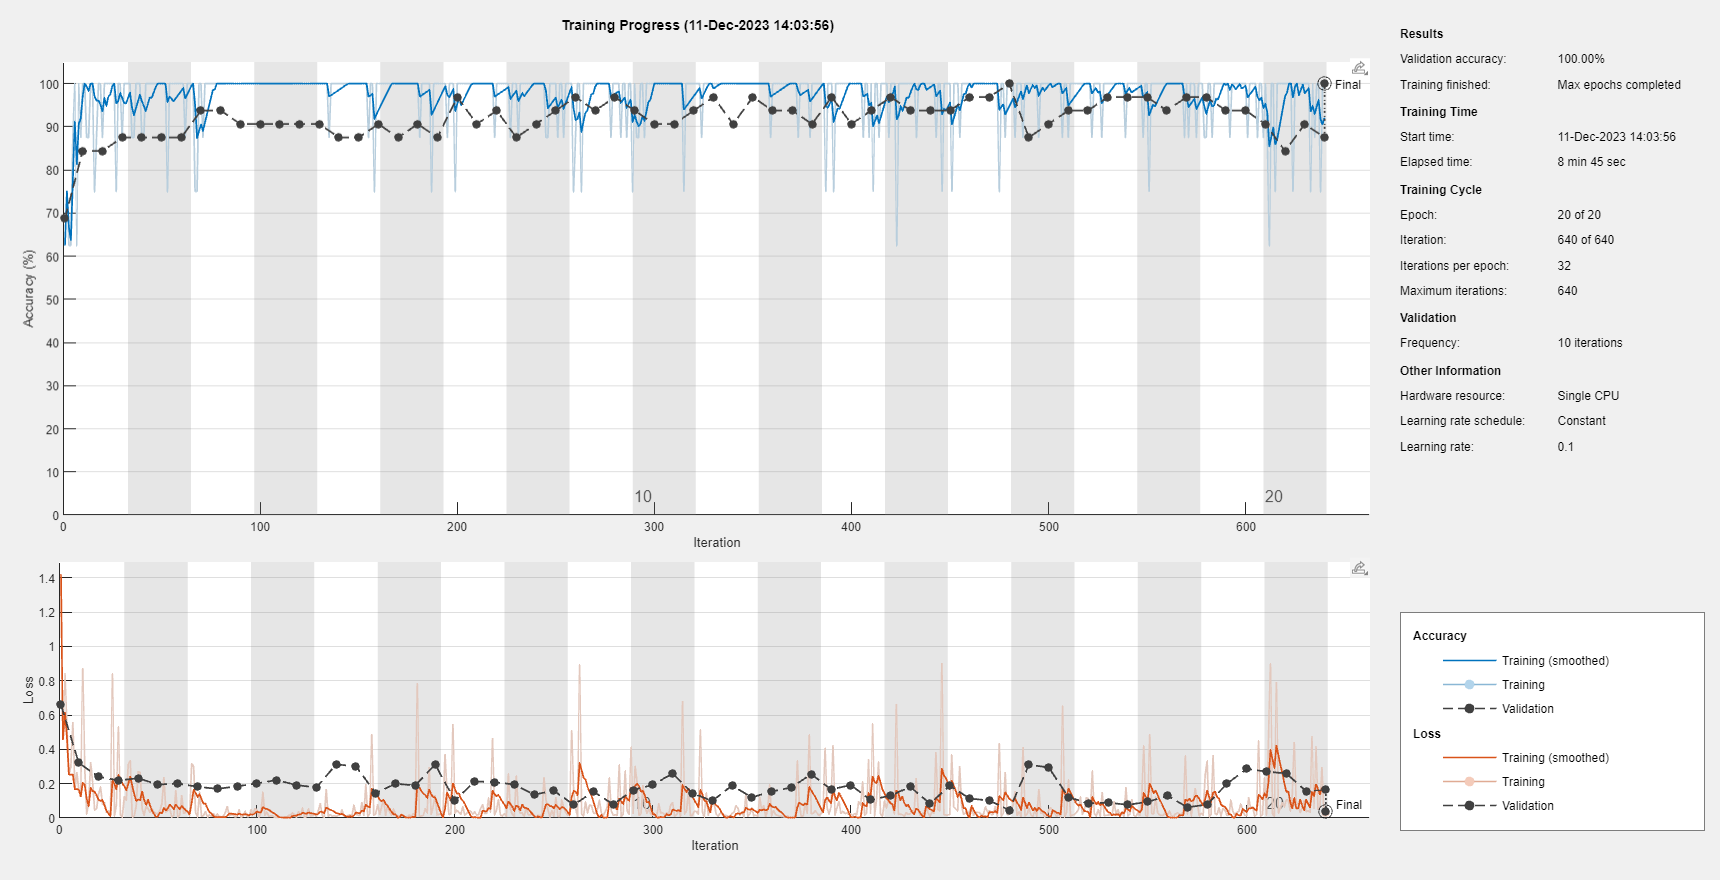 Training Progress (11-Dec-2023 14:03:56)
Accuracy (%)
100
90
80
70
60
50
40
30
20
10
0
Final
10
20
0 100 200 300 400 500 600
Iteration
Loss
1.4
1.2
1
0.8
0.6
0.4
0.2
0
10
20
Final
0 100 200 300 400 500 600
Iteration
Results
Validation accuracy: 100.00%
Training finished: Max epochs completed
Training Time
Start time: 11-Dec-2023 14:03:56
Elapsed time: 8 min 45 sec
Training Cycle
Epoch: 20 of 20
Iteration: 640 of 640
Iterations per epoch: 32
Maximum iterations: 640
Validation
Frequency: 10 iterations
Other Information
Hardware resource: Single CPU
Learning rate schedule: Constant
Learning rate: 0.1
Accuracy
Training (smoothed)
Training
Validation
Loss
Training (smoothed)
Training
Validation